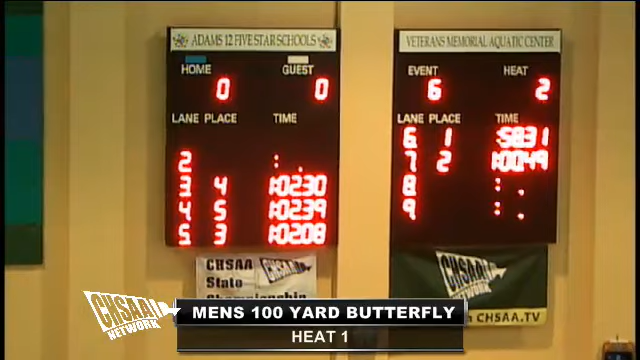 ADAMS 12 FIVE STAR SCHOOLS
HOME GUEST
0 0
LANE PLACE TIME
2 : .
3 4 1:02.30
4 5 1:02.39
5 3 1:02.08
VETERANS MEMORIAL AQUATIC CENTER
EVENT HEAT
6 2
LANE PLACE TIME
6 1 :58.31
7 2 1:00.49
8 : .
9 : .
CHSAA
State
Championship
CHSAA
CHSAA
CHSAA.TV
CHSAA
NETWORK
MENS 100 YARD BUTTERFLY
HEAT 1